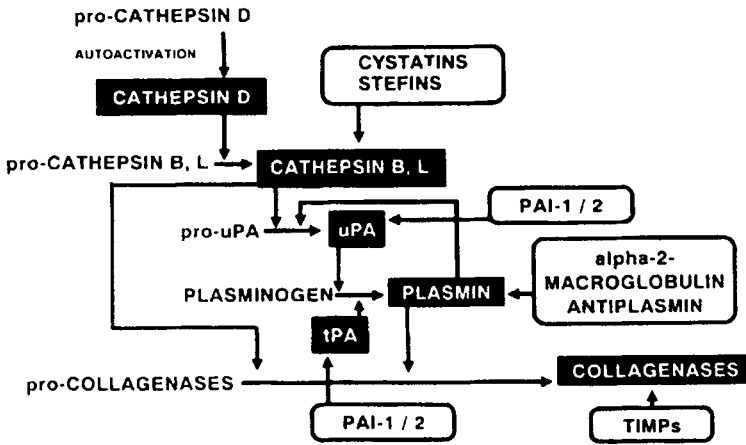 pro-CATHEPSIN D
AUTOACTIVATION
CATHEPSIN D
CYSTATINS
STEFINS
pro-CATHEPSIN B, L
CATHEPSIN B, L
PAI-1 / 2
pro-uPA
uPA
alpha-2-
MACROGLOBULIN
ANTIPLASMIN
PLASMINOGEN
PLASMIN
tPA
pro-COLLAGENASES
COLLAGENASES
PAI-1 / 2
TIMPs